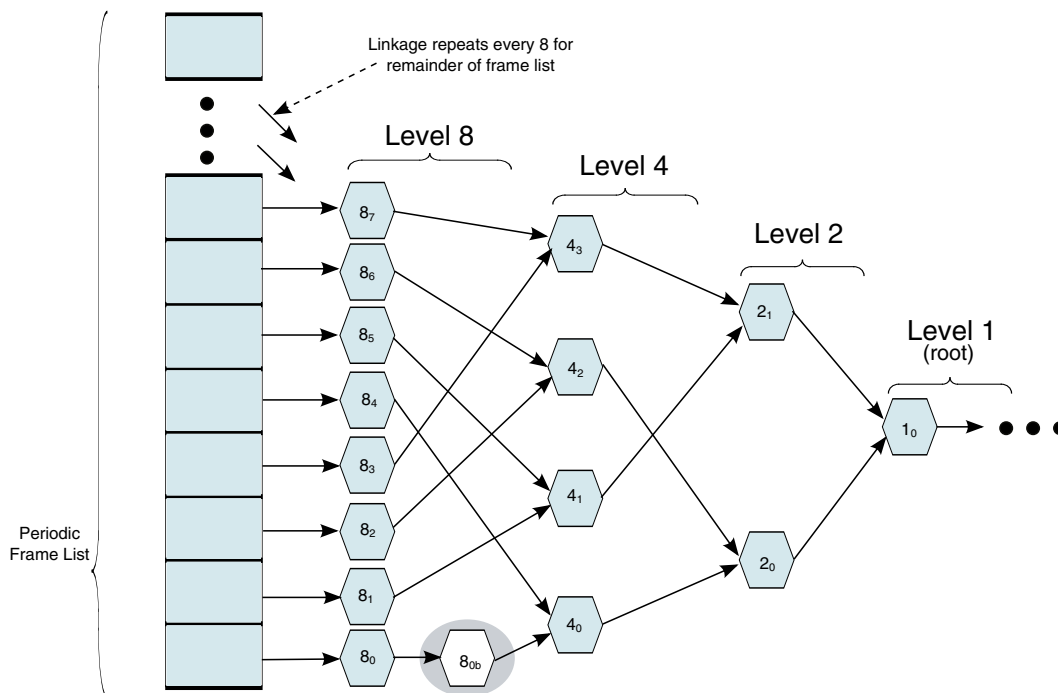 Linkage repeats every 8 for
remainder of frame list
Level 8
Level 4
Level 2
Level 1
(root)
Periodic
Frame List
8₇
8₆
8₅
8₄
8₃
8₂
8₁
8₀
8₀b
4₃
4₂
4₁
4₀
2₁
2₀
1₀